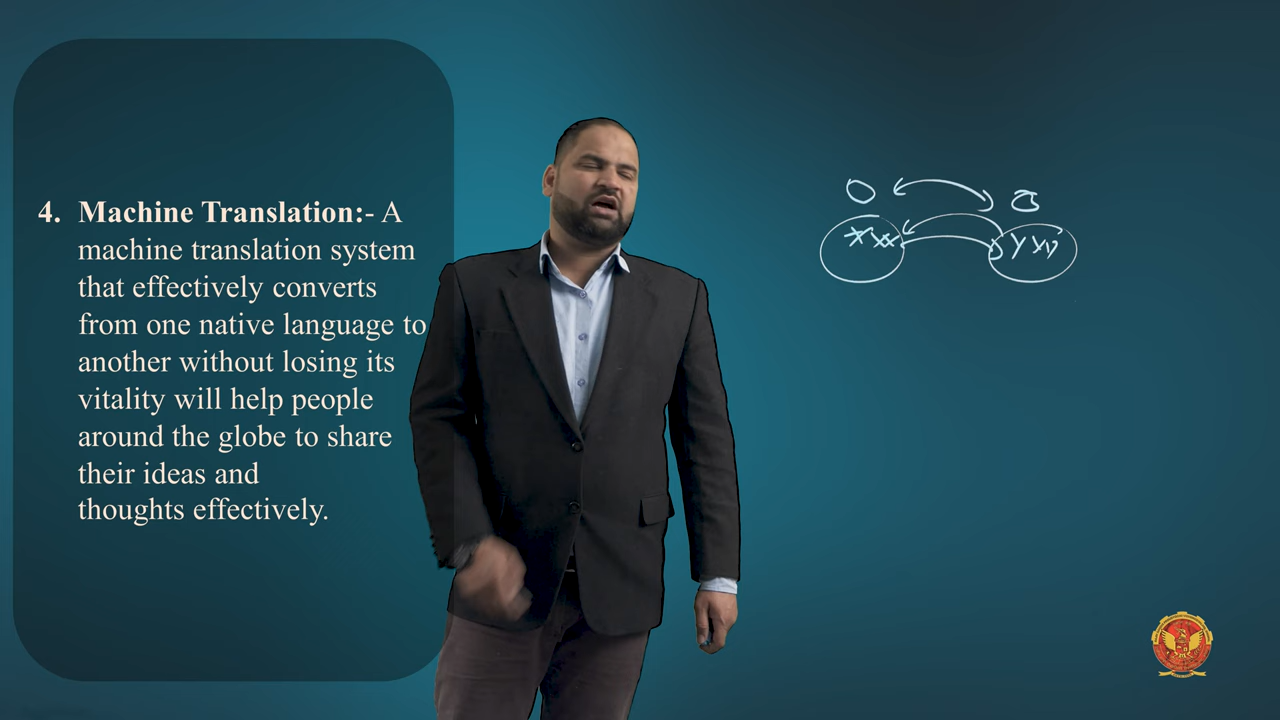 4. Machine Translation:- A
machine translation system
that effectively converts
from one native language to
another without losing its
vitality will help people
around the globe to share
their ideas and
thoughts effectively.